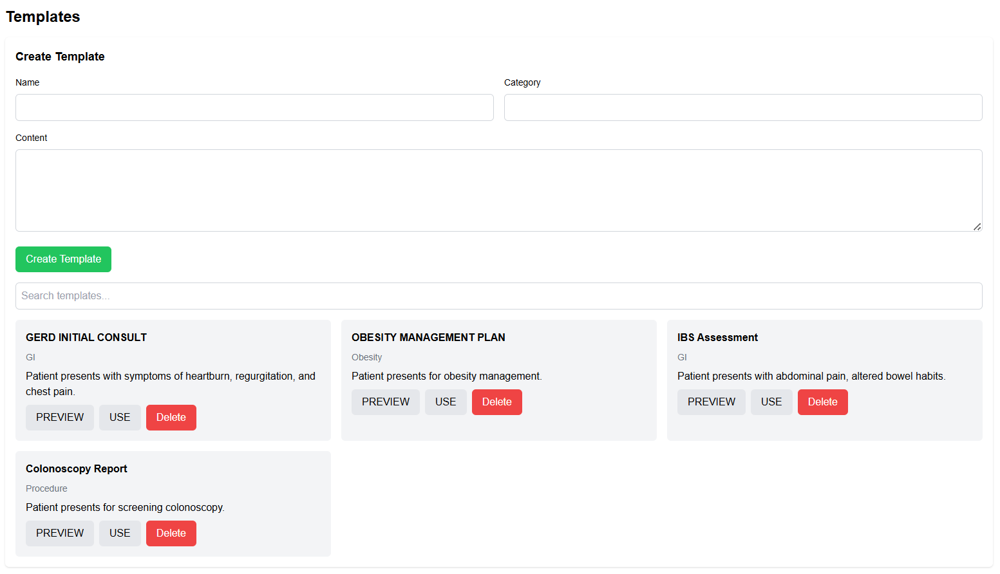 Templates
Create Template
Name
Category
Content
Create Template
Search templates...
GERD INITIAL CONSULT
GI
Patient presents with symptoms of heartburn, regurgitation, and
chest pain.
PREVIEW
USE
Delete
OBESITY MANAGEMENT PLAN
Obesity
Patient presents for obesity management.
PREVIEW
USE
Delete
IBS Assessment
GI
Patient presents with abdominal pain, altered bowel habits.
PREVIEW
USE
Delete
Colonoscopy Report
Procedure
Patient presents for screening colonoscopy.
PREVIEW
USE
Delete